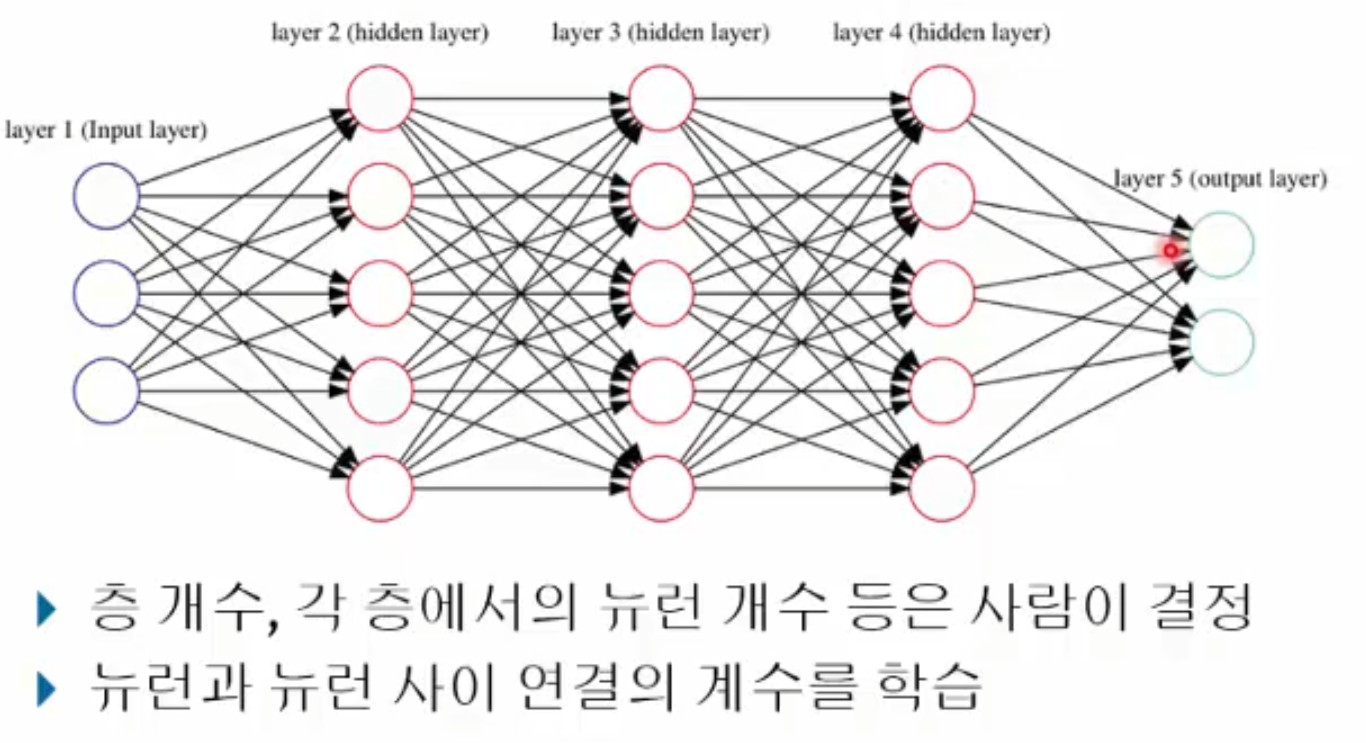 layer 2 (hidden layer) layer 3 (hidden layer) layer 4 (hidden layer)
layer 1 (Input layer)
layer 5 (output layer)
층 개수, 각 층에서의 뉴런 개수 등은 사람이 결정
뉴런과 뉴런 사이 연결의 계수를 학습